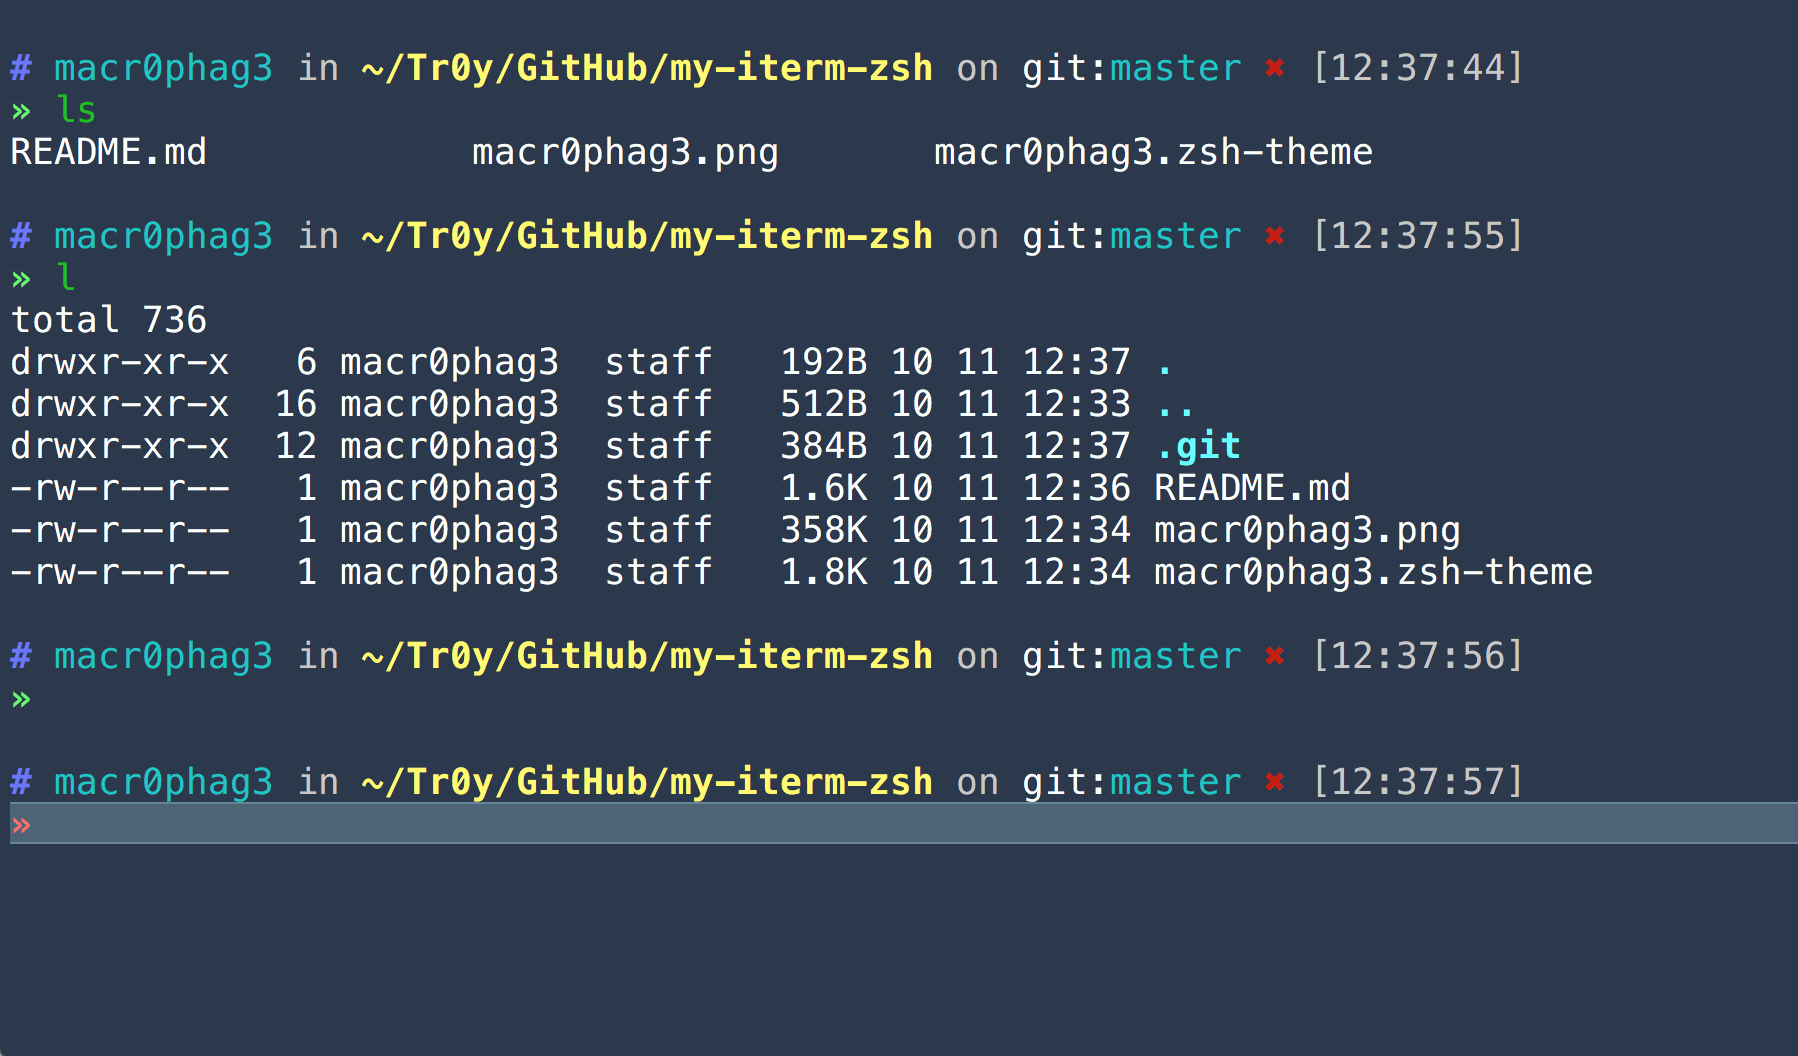 # macr0phag3 in ~/Tr0y/GitHub/my-iterm-zsh on git:master ✖ [12:37:44]
» ls
README.md            macr0phag3.png       macr0phag3.zsh-theme
# macr0phag3 in ~/Tr0y/GitHub/my-iterm-zsh on git:master ✖ [12:37:55]
» l
total 736
drwxr-xr-x   6 macr0phag3  staff   192B 10 11 12:37 .
drwxr-xr-x  16 macr0phag3  staff   512B 10 11 12:33 ..
drwxr-xr-x  12 macr0phag3  staff   384B 10 11 12:37 .git
-rw-r--r--   1 macr0phag3  staff   1.6K 10 11 12:36 README.md
-rw-r--r--   1 macr0phag3  staff   358K 10 11 12:34 macr0phag3.png
-rw-r--r--   1 macr0phag3  staff   1.8K 10 11 12:34 macr0phag3.zsh-theme
# macr0phag3 in ~/Tr0y/GitHub/my-iterm-zsh on git:master ✖ [12:37:56]
»
# macr0phag3 in ~/Tr0y/GitHub/my-iterm-zsh on git:master ✖ [12:37:57]
»